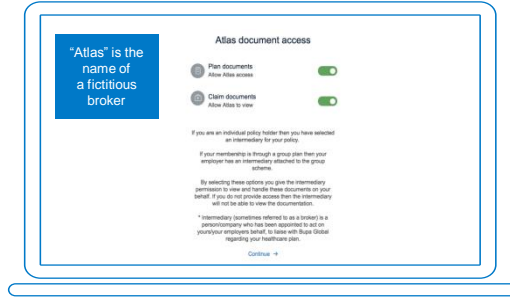 "Atlas" is the
name of
a fictitious
broker
Atlas document access
Plan documents
Allow Atlas access
Claim documents
Allow Atlas to view
If you are an individual policy holder then you have selected
an intermediary for your policy.
If your membership is through a group plan then your
employer has an intermediary attached to the group
scheme.
By selecting these options you give the intermediary
permission to view and handle these documents on your
behalf. If you do not provide access then the intermediary
will not be able to view the documentation.
* Intermediary (sometimes referred to as a broker) is a
person/company who has been appointed to act on
yours/your employers behalf, to liaise with Bupa Global
regarding your healthcare plan.
Continue →